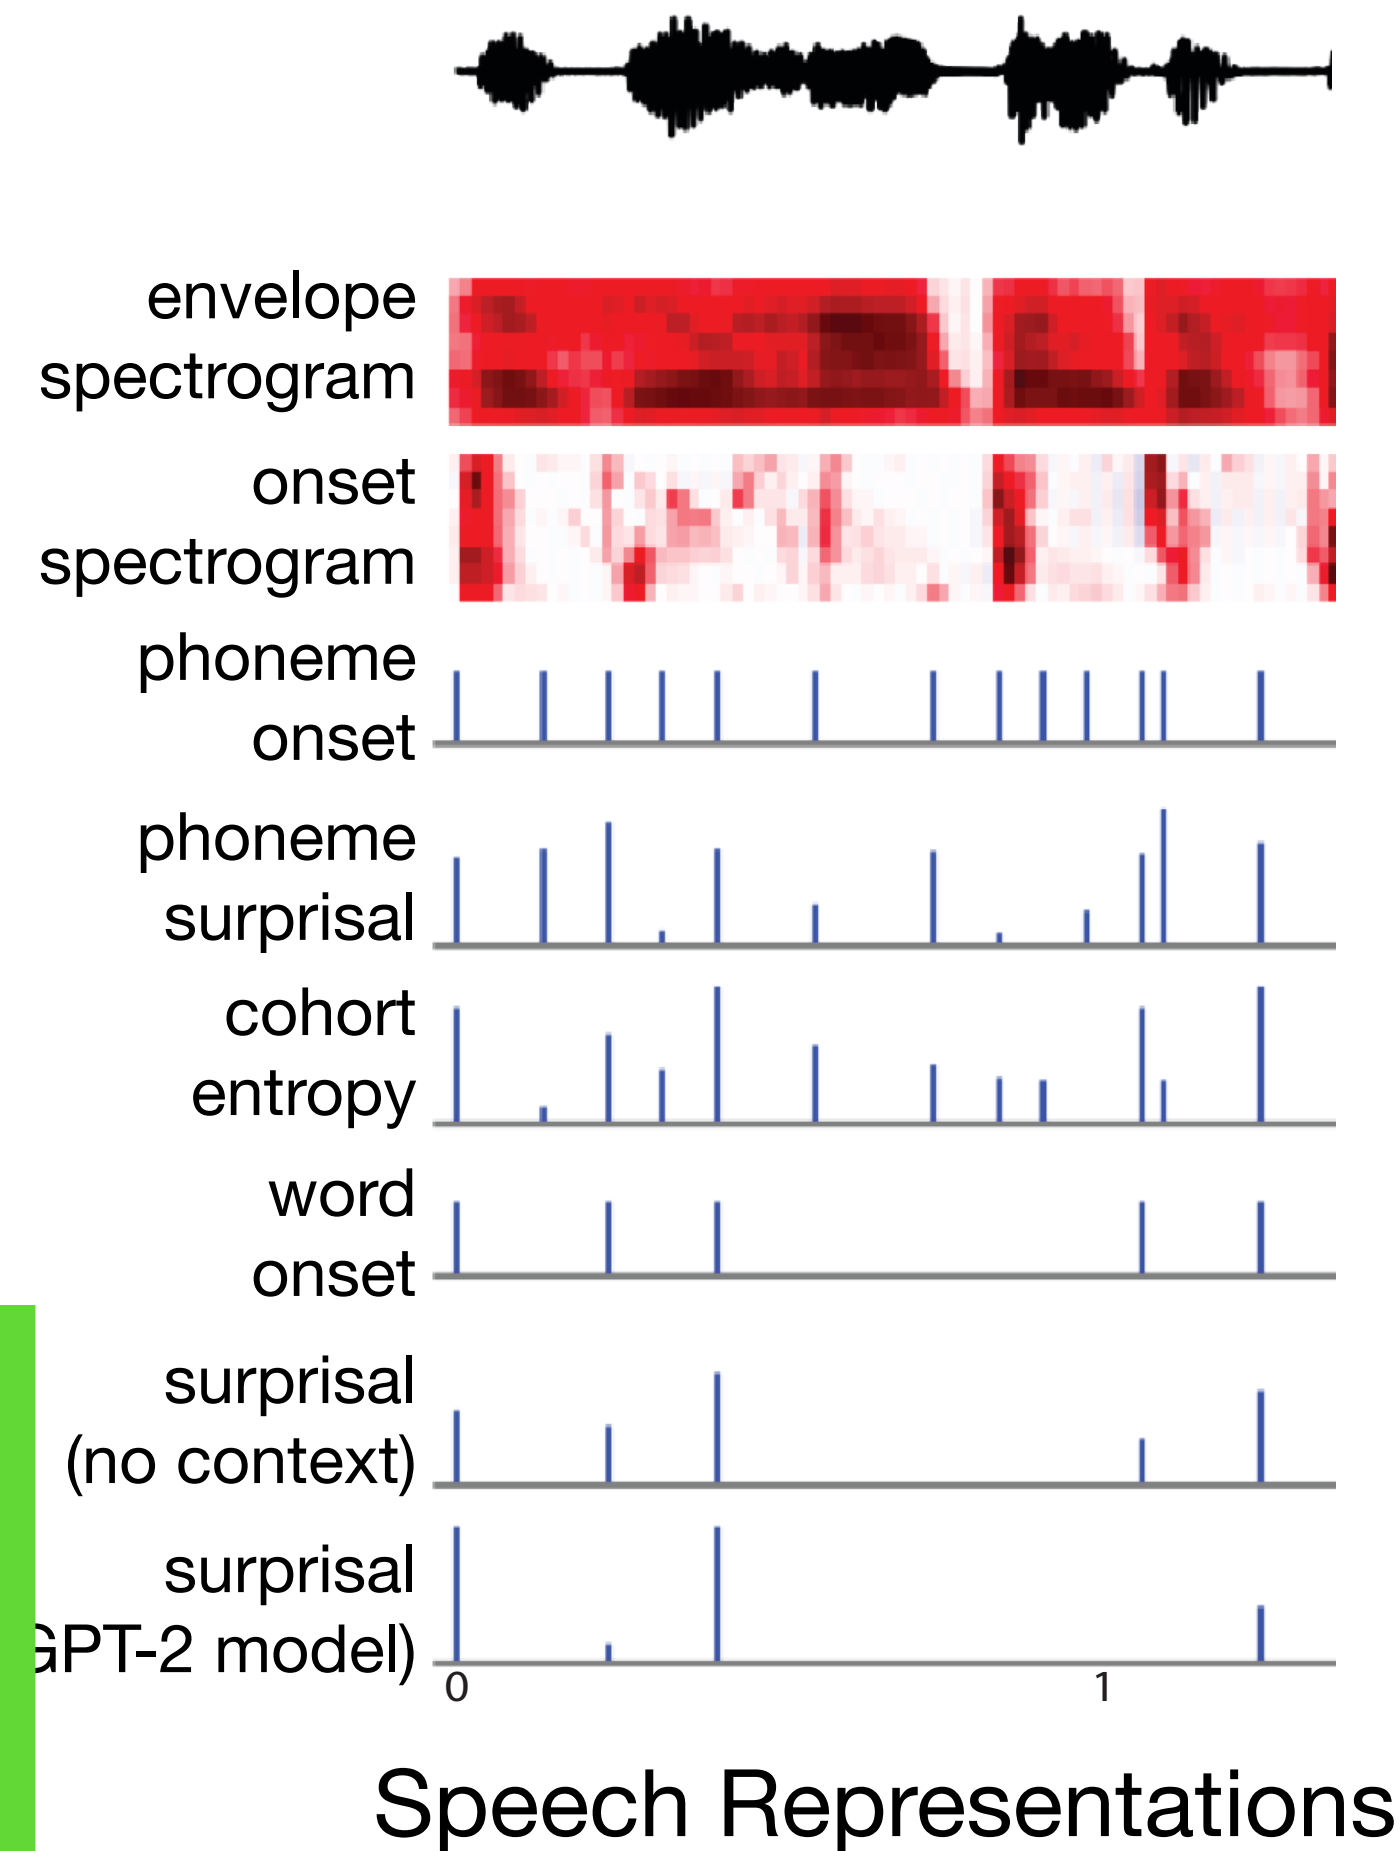 envelope
spectrogram
onset
spectrogram
phoneme
onset
phoneme
surprisal
cohort
entropy
word
onset
surprisal
(no context)
surprisal
GPT-2 model)
0 1
Speech Representations